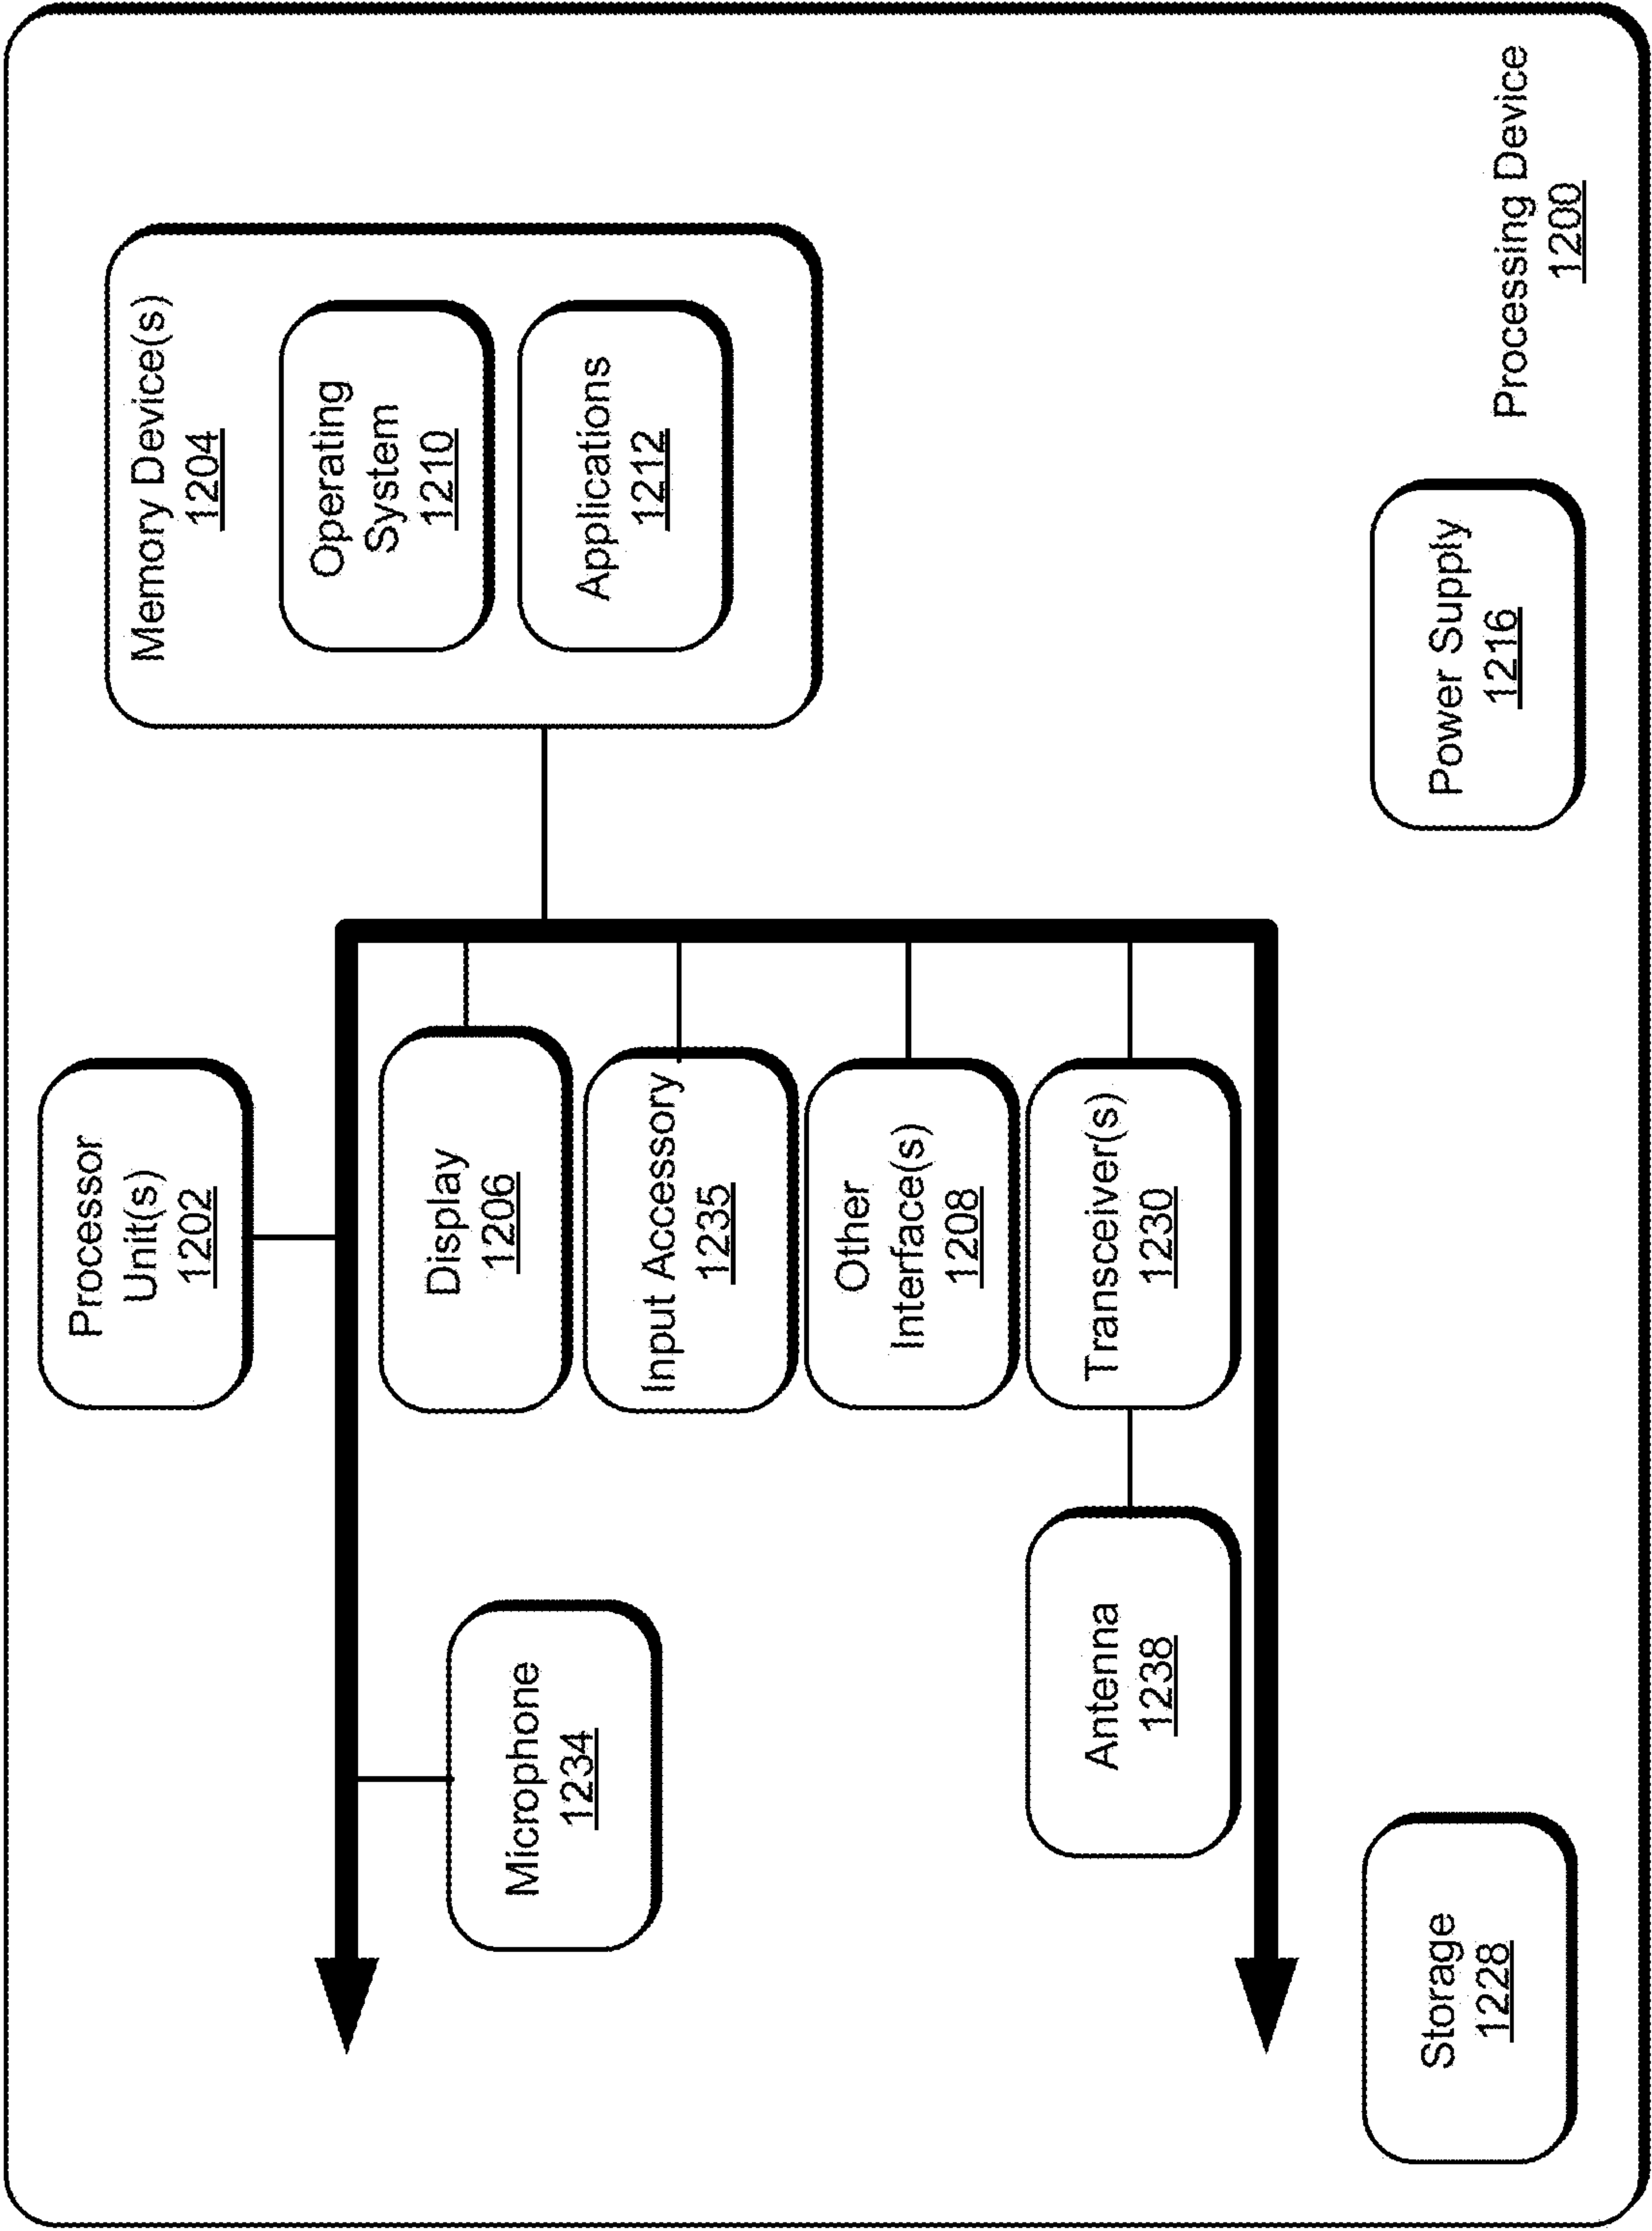 Processor
Unit(s)
1202
Memory Device(s)
1204
Operating
System
1210
Applications
1212
Display
1206
Microphone
1234
Input Accessory
1235
Other
Interface(s)
1208
Antenna
1238
Transceiver(s)
1230
Storage
1228
Power Supply
1216
Processing Device
1200